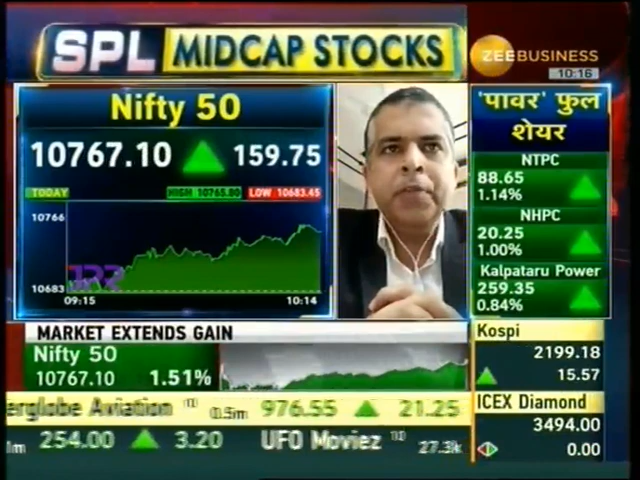 SPL MIDCAP STOCKS
ZEE BUSINESS
10:16
Nifty 50
10767.10 159.75
TODAY HIGH 10765.80 LOW 10683.45
10766
10683
09:15 10:14
'पावर' फुल
शेयर
NTPC
88.65
1.14%
NHPC
20.25
1.00%
Kalpataru Power
259.35
0.84%
MARKET EXTENDS GAIN
Nifty 50
10767.10 1.51%
Kospi
2199.18
15.57
ICEX Diamond
3494.00
0.00
erglobe Aviation 0.5m 976.55 21.25
1m 254.00 3.20 UFO Moviez 27.3k